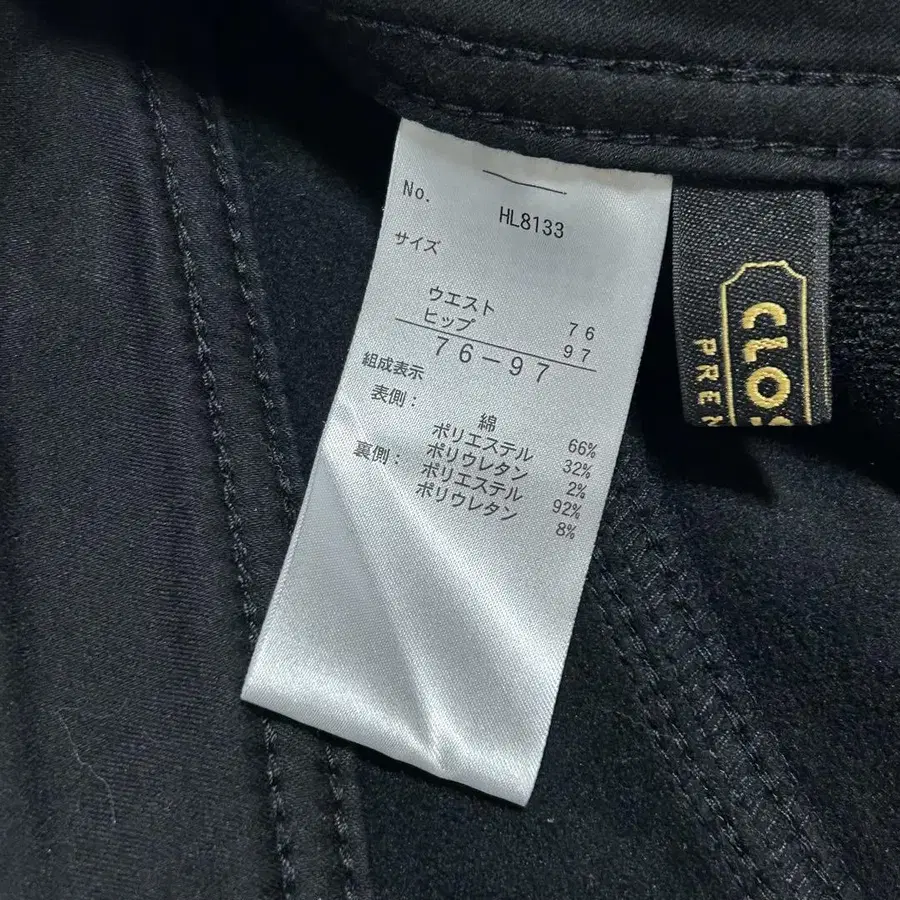 No. HL8133
サイズ
ウエスト 76
ヒップ 97
76-97
組成表示
表側: 綿 66%
ポリエステル 32%
ポリウレタン 2%
裏側: ポリエステル 92%
ポリウレタン 8%
CLOS
PREM